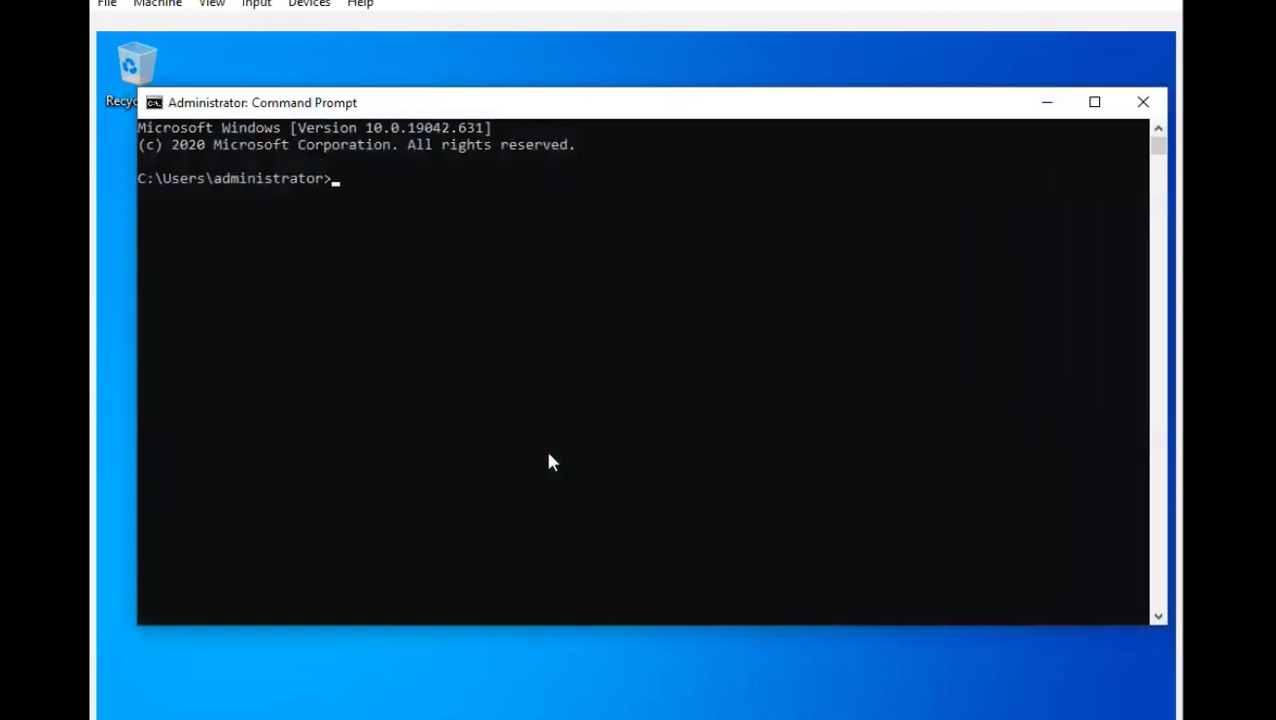 File Machine View Input Devices Help
Administrator: Command Prompt
Microsoft Windows [Version 10.0.19042.631]
(c) 2020 Microsoft Corporation. All rights reserved.
C:\Users\administrator>